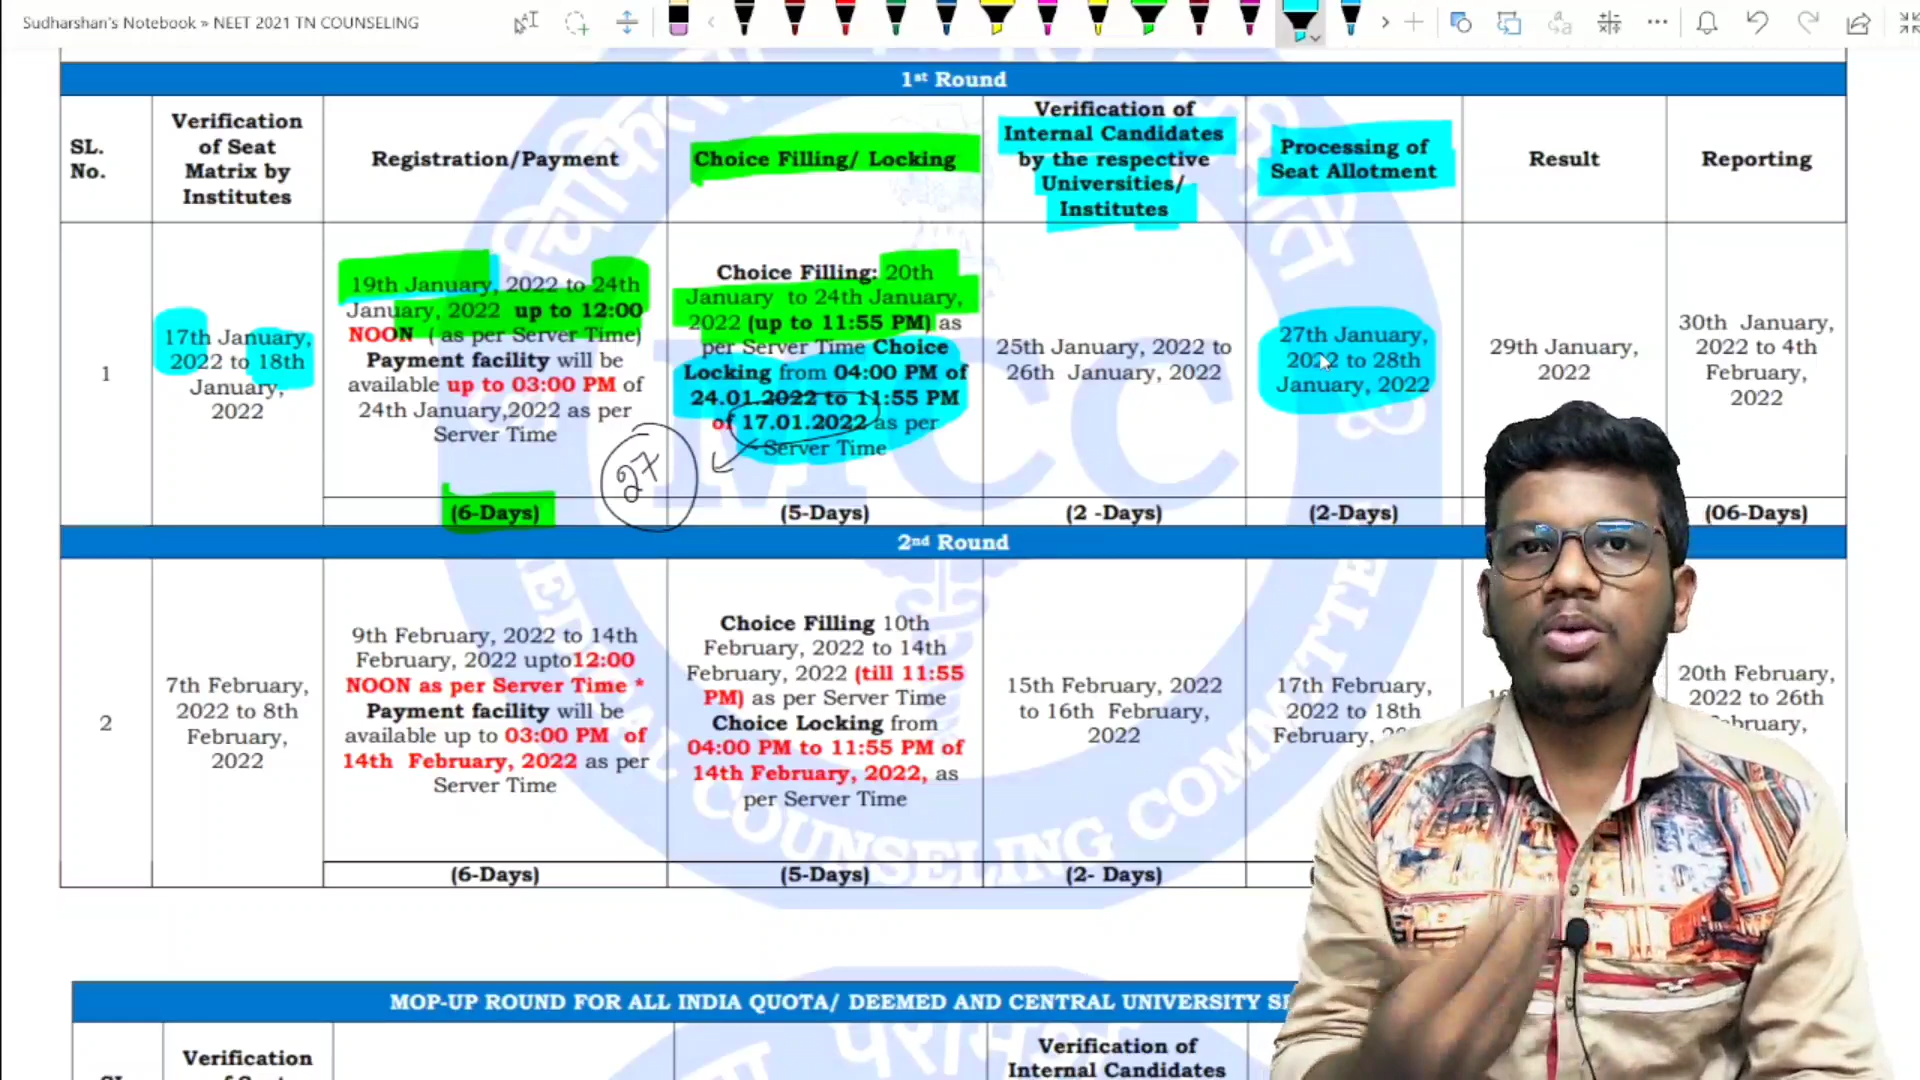 Sudharshan's Notebook » NEET 2021 TN COUNSELING
1st Round
SL. No.
Verification of Seat Matrix by Institutes
Registration/Payment
Choice Filling/ Locking
Verification of Internal Candidates by the respective Universities/ Institutes
Processing of Seat Allotment
Result
Reporting
1
17th January, 2022 to 18th January, 2022
19th January, 2022 to 24th
January, 2022 up to 12:00
NOON ( as per Server Time)
Payment facility will be
available up to 03:00 PM of
24th January,2022 as per
Server Time
Choice Filling: 20th
January to 24th January,
2022 (up to 11:55 PM) as
per Server Time Choice
Locking from 04:00 PM of
24.01.2022 to 11:55 PM
of 17.01.2022 as per
Server Time
27
25th January, 2022 to
26th January, 2022
27th January,
2022 to 28th
January, 2022
29th January,
2022
30th January,
2022 to 4th
February,
2022
(6-Days)
(5-Days)
(2 -Days)
(2-Days)
(06-Days)
2nd Round
2
7th February,
2022 to 8th
February,
2022
9th February, 2022 to 14th
February, 2022 upto12:00
NOON as per Server Time *
Payment facility will be
available up to 03:00 PM of
14th February, 2022 as per
Server Time
Choice Filling 10th
February, 2022 to 14th
February, 2022 (till 11:55
PM) as per Server Time
Choice Locking from
04:00 PM to 11:55 PM of
14th February, 2022, as
per Server Time
15th February, 2022
to 16th February,
2022
17th February,
2022 to 18th
February,
20th February,
2022 to 26th
(6-Days)
(5-Days)
(2- Days)
MCC
COUNSELING COMMITTEE
MOP-UP ROUND FOR ALL INDIA QUOTA/ DEEMED AND CENTRAL UNIVERSITY
Verification
Verification of
Internal Candidates